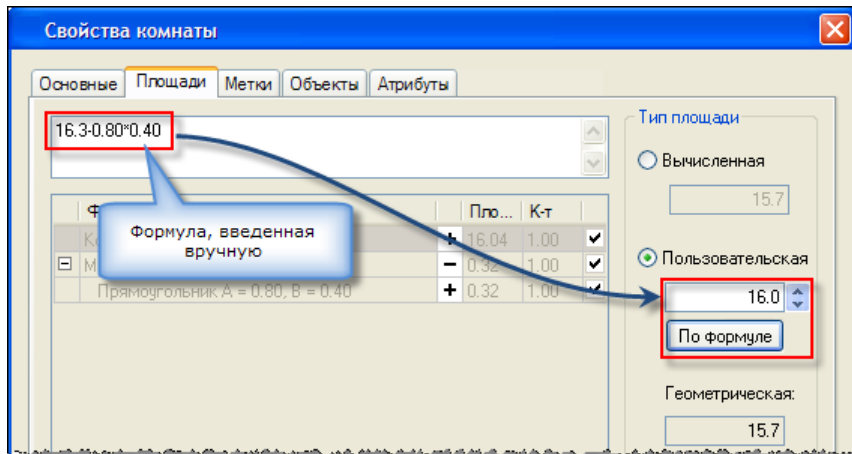 Свойства комнаты
Основные Площади Метки Объекты Атрибуты
16.3-0.80*0.40
Тип площади
Вычисленная
15.7
Пло... К-т
Формула, введенная
вручную
16.04 1.00
0.32 1.00
Прямоугольник A = 0.80, B = 0.40 0.32 1.00
Пользовательская
16.0
По формуле
Геометрическая:
15.7